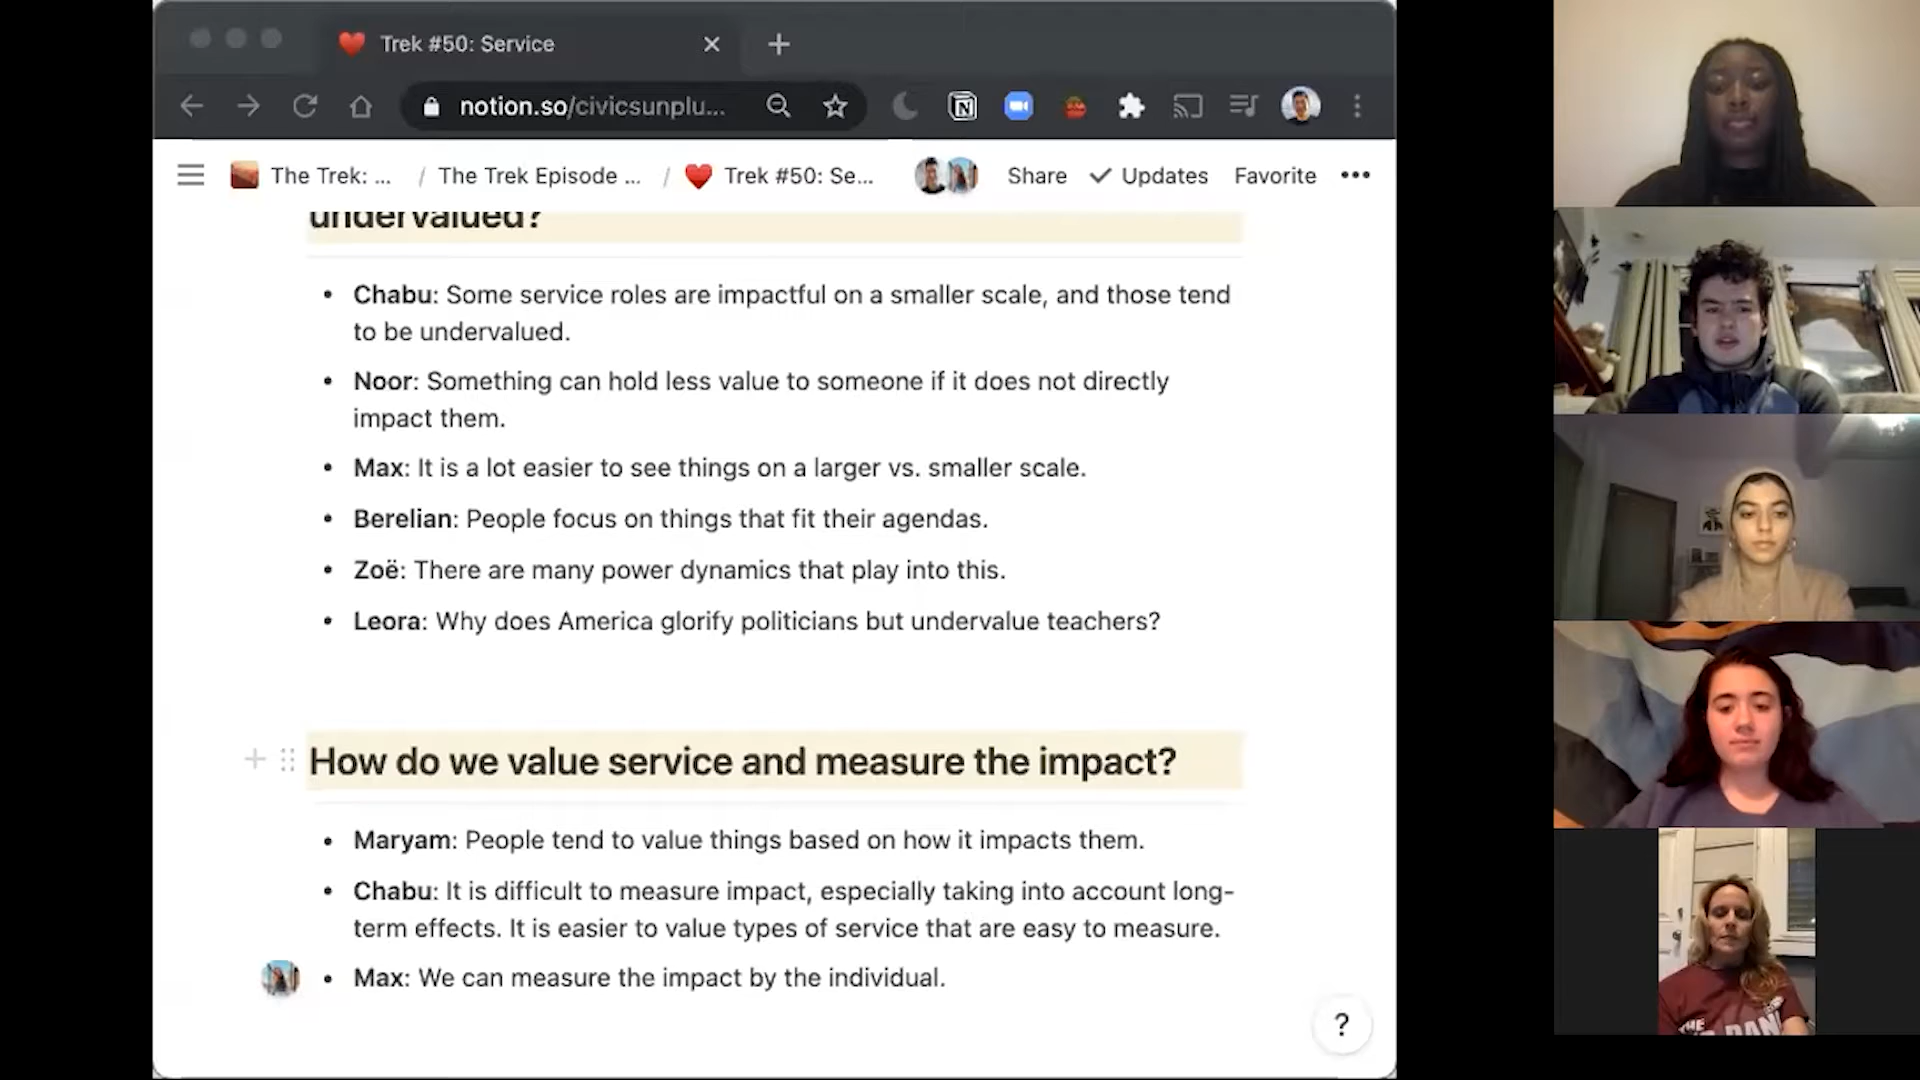 Trek #50: Service
notion.so/civicsunplu...
The Trek: ... / The Trek Episode ... / Trek #50: Se... Share Updates Favorite
undervalued?
• Chabu: Some service roles are impactful on a smaller scale, and those tend
to be undervalued.
• Noor: Something can hold less value to someone if it does not directly
impact them.
• Max: It is a lot easier to see things on a larger vs. smaller scale.
• Berelian: People focus on things that fit their agendas.
• Zoë: There are many power dynamics that play into this.
• Leora: Why does America glorify politicians but undervalue teachers?
How do we value service and measure the impact?
• Maryam: People tend to value things based on how it impacts them.
• Chabu: It is difficult to measure impact, especially taking into account long-
term effects. It is easier to value types of service that are easy to measure.
• Max: We can measure the impact by the individual.
?
THE